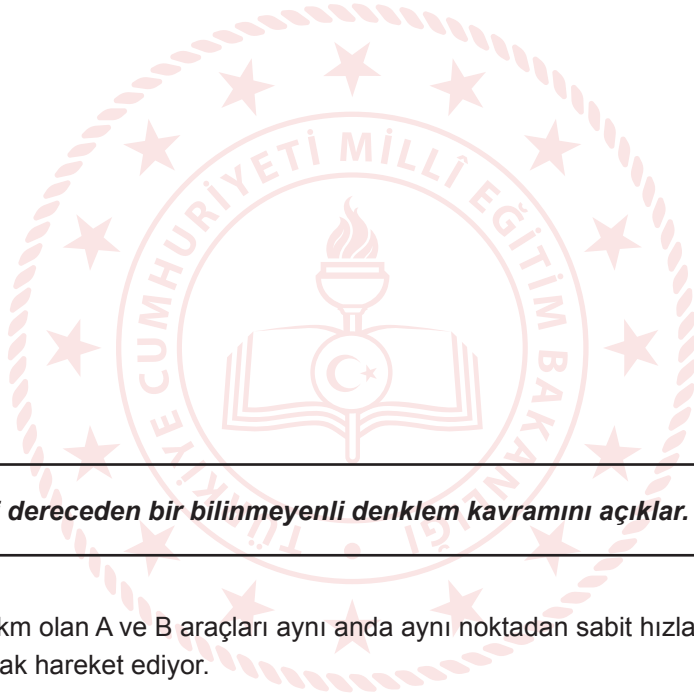 TÜRKİYE CUMHURİYETİ MİLLÎ EĞİTİM BAKANLIĞI
dereceden bir bilinmeyenli denklem kavramını açıklar.
km olan A ve B araçları aynı anda aynı noktadan sabit hızla
ak hareket ediyor.